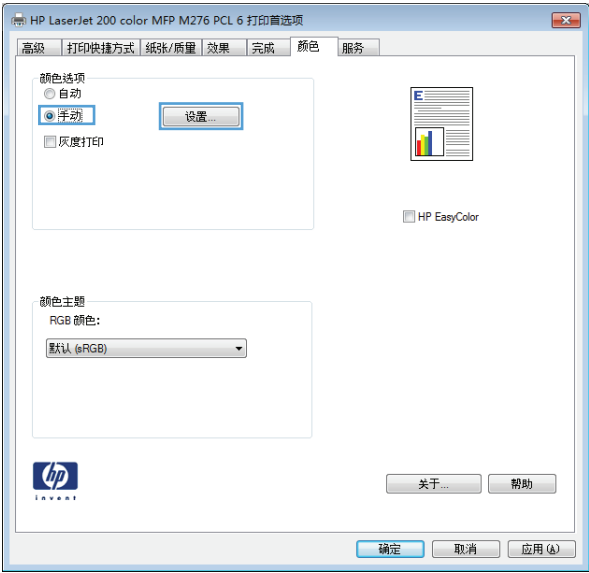 HP LaserJet 200 color MFP M276 PCL 6 打印首选项
高级 打印快捷方式 纸张/质量 效果 完成 颜色 服务
颜色选项
自动
手动 设置...
灰度打印
E
HP EasyColor
颜色主题
RGB 颜色:
默认 (sRGB)
hp
invent
关于... 帮助
确定 取消 应用(A)